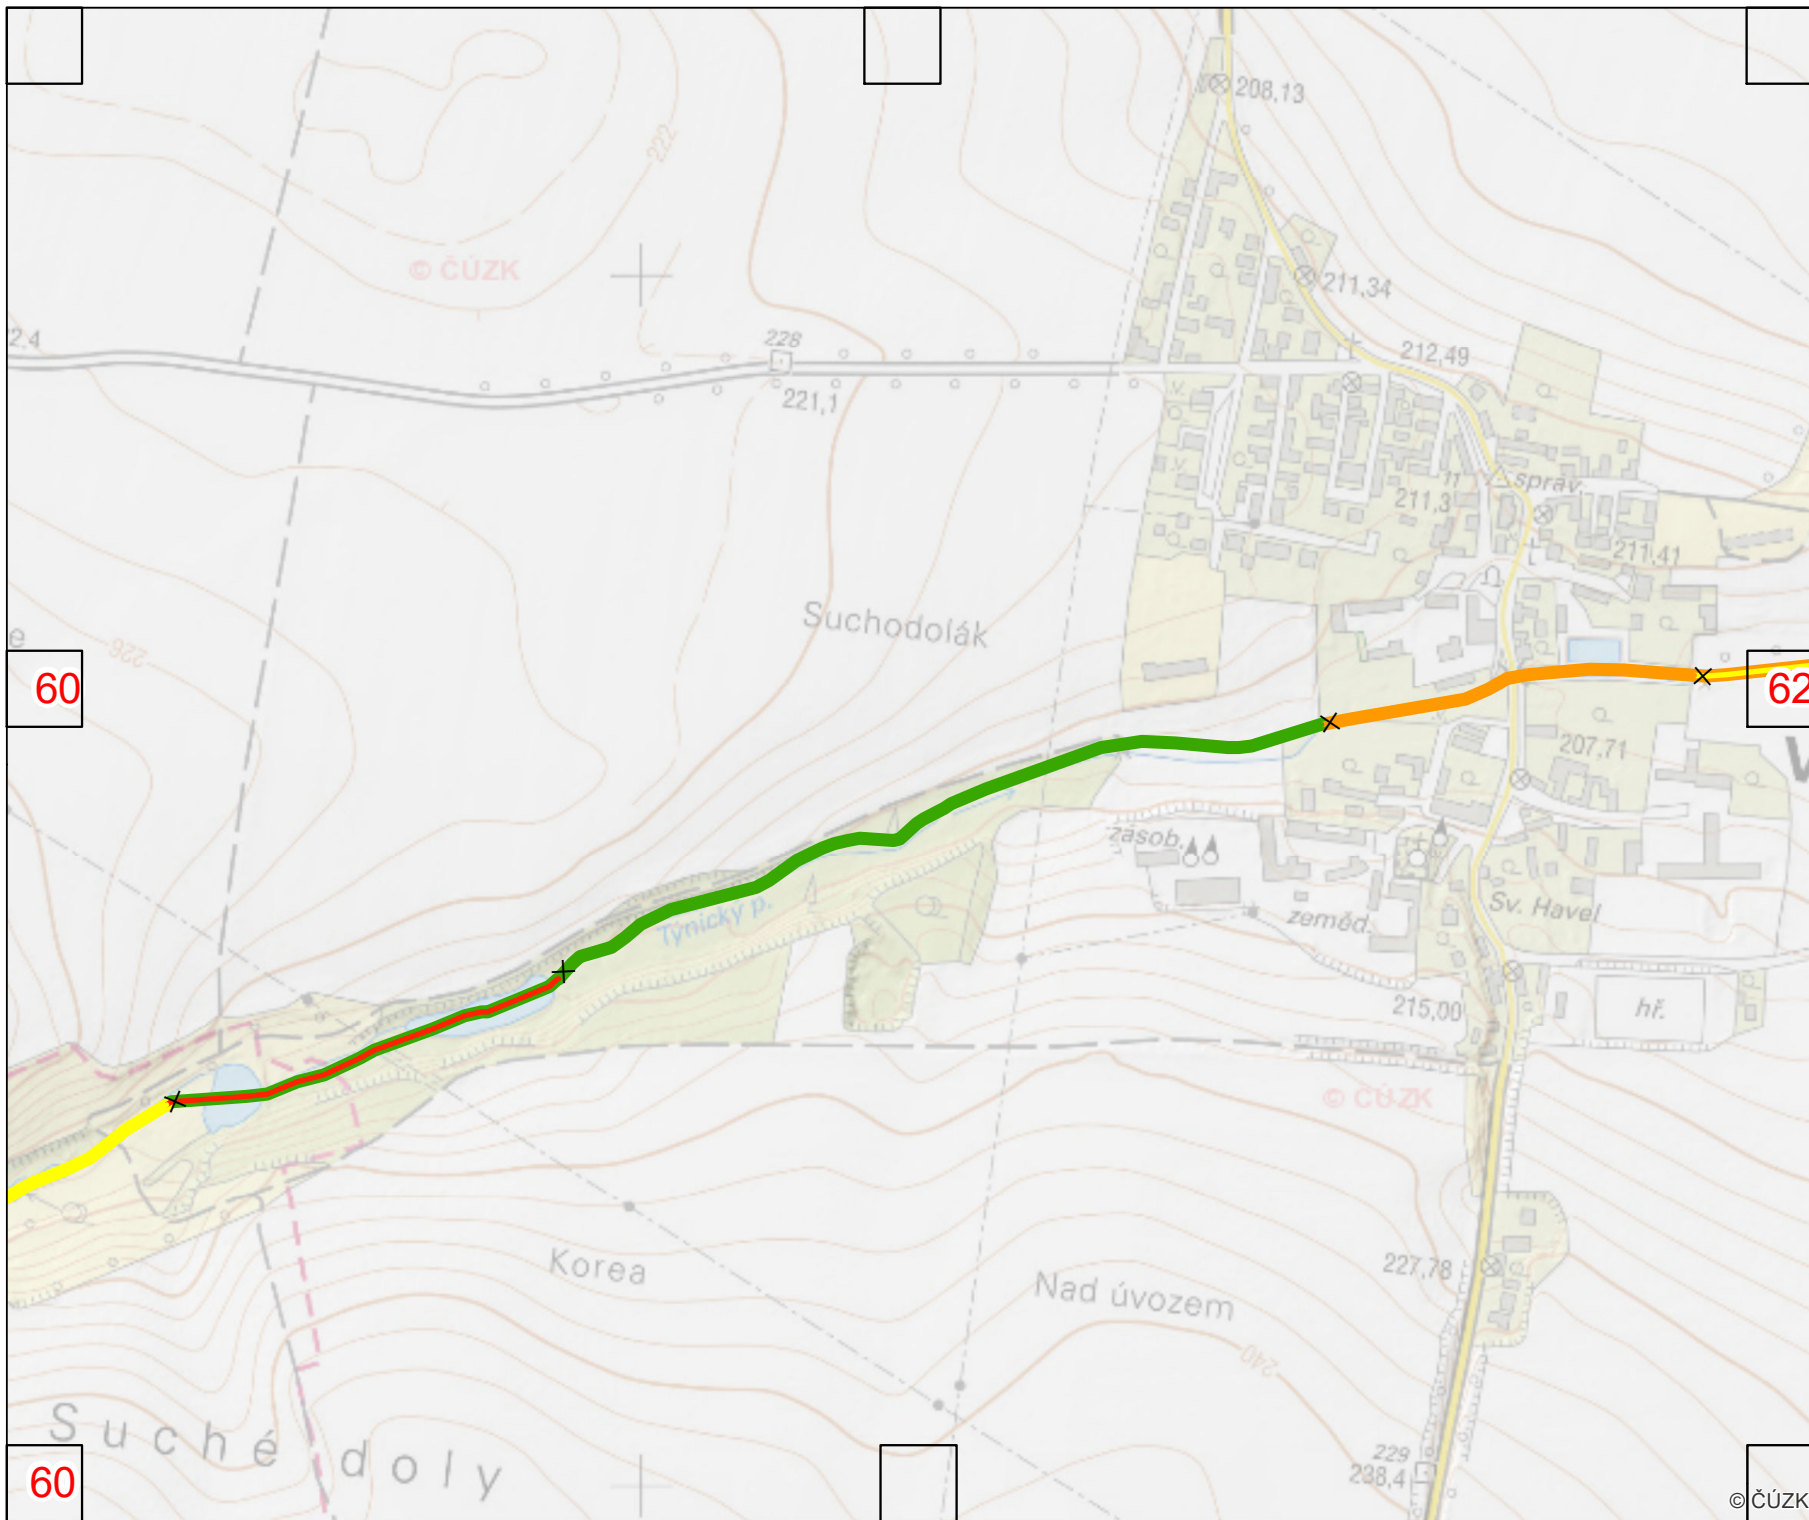 208,13
222
© ČÚZK
211,34
2.4
228
212,49
221,1
správ.
11
211,3
211,41
Suchodolák
e
226
60
62
207,71
V
zásob.
Týnický p.
Sv. Havel
zeměd.
215,00
hř.
© ČÚZK
Korea
227,78
Nad úvozem
240
Suché doly
229
238,4
60
© ČÚZK